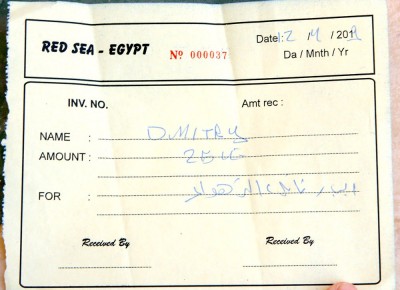 RED SEA - EGYPT
Nº 000037
Date: 12 M / 201
Da / Mnth / Yr
INV. NO.
Amt rec :
NAME : DMITRY
AMOUNT :
FOR :
Received By
Received By